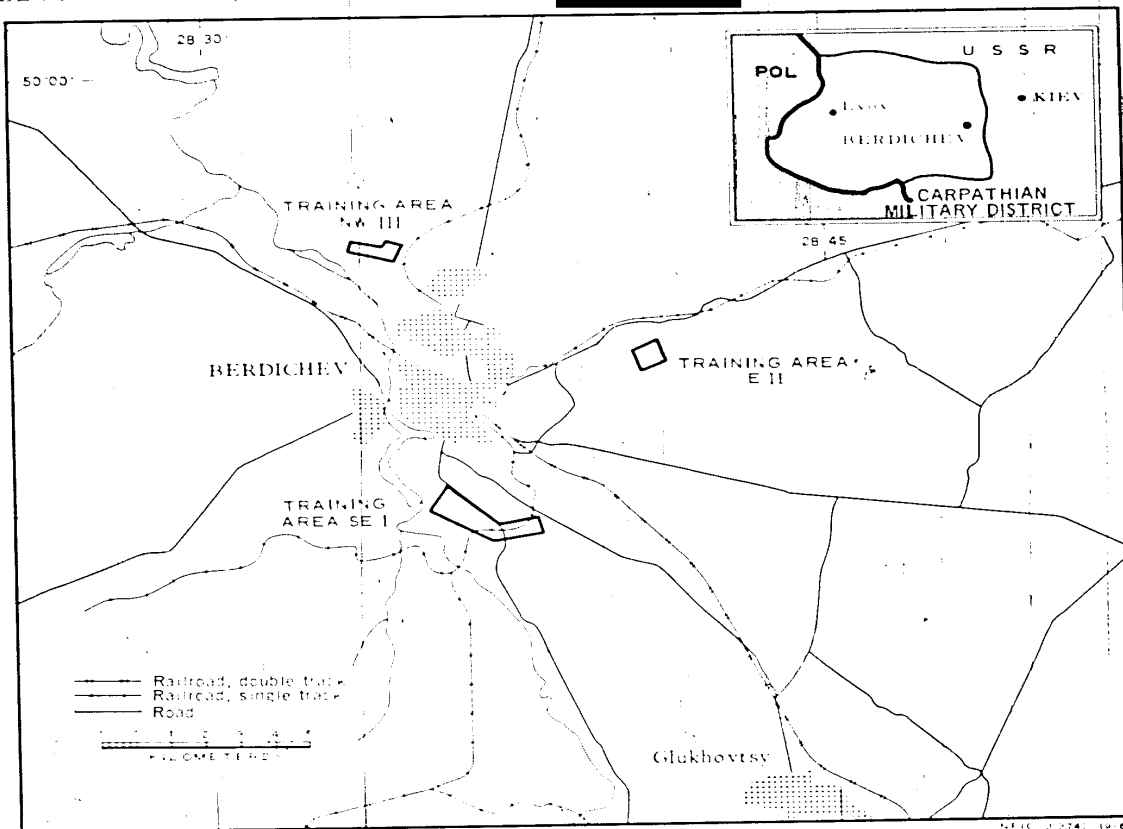 28 30
50 00
U S S R
POL
Lvov
KIEV
BERDICHEV
CARPATHIAN
MILITARY DISTRICT
TRAINING AREA
NW III
28 45
BERDICHEV
TRAINING AREA
E II
TRAINING
AREA SE I
Railroad, double track
Railroad, single track
Road
KILOMETERS
Glukhovtsy